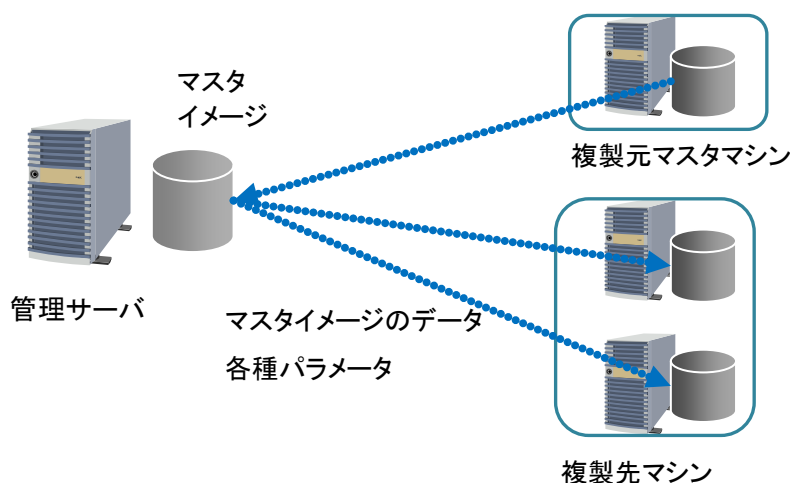 マスタ
イメージ
複製元マスタマシン
管理サーバ
マスタイメージのデータ
各種パラメータ
複製先マシン